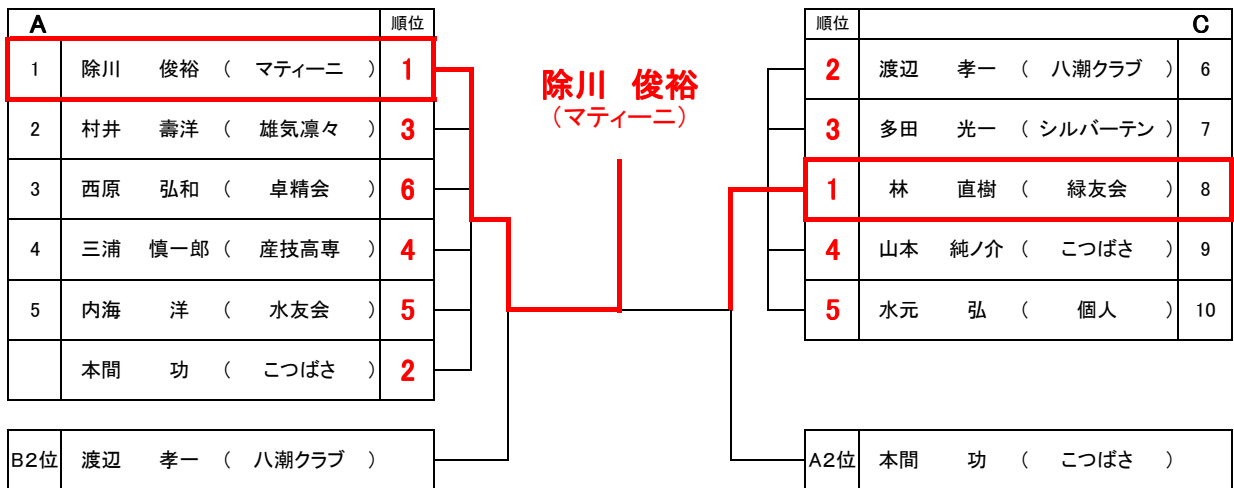 A 順位
1 除川 俊裕 ( マティーニ ) 1
2 村井 壽洋 ( 雄気凛々 ) 3
3 西原 弘和 ( 卓精会 ) 6
4 三浦 慎一郎 ( 産技高専 ) 4
5 内海 洋 ( 水友会 ) 5
本間 功 ( こつばさ ) 2
B2位 渡辺 孝一 ( 八潮クラブ )
除川 俊裕
(マティーニ)
順位 C
2 渡辺 孝一 ( 八潮クラブ ) 6
3 多田 光一 ( シルバーテン ) 7
1 林 直樹 ( 緑友会 ) 8
4 山本 純ノ介 ( こつばさ ) 9
5 水元 弘 ( 個人 ) 10
A2位 本間 功 ( こつばさ )